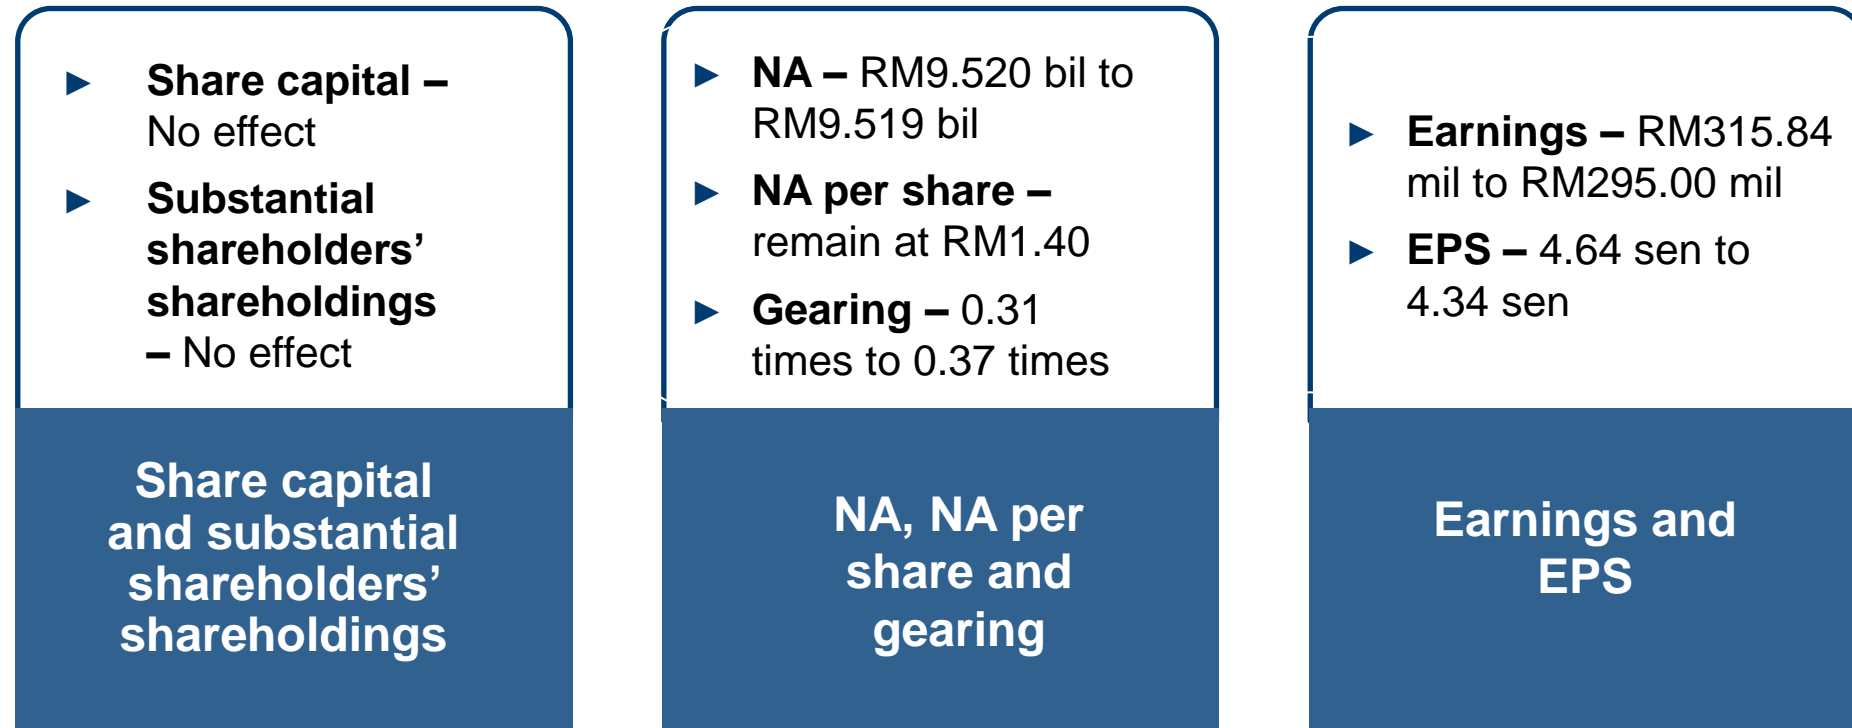 ► Share capital –
No effect
► Substantial
shareholders’
shareholdings
– No effect
Share capital
and substantial
shareholders’
shareholdings
► NA – RM9.520 bil to
RM9.519 bil
► NA per share –
remain at RM1.40
► Gearing – 0.31
times to 0.37 times
NA, NA per
share and
gearing
► Earnings – RM315.84
mil to RM295.00 mil
► EPS – 4.64 sen to
4.34 sen
Earnings and
EPS